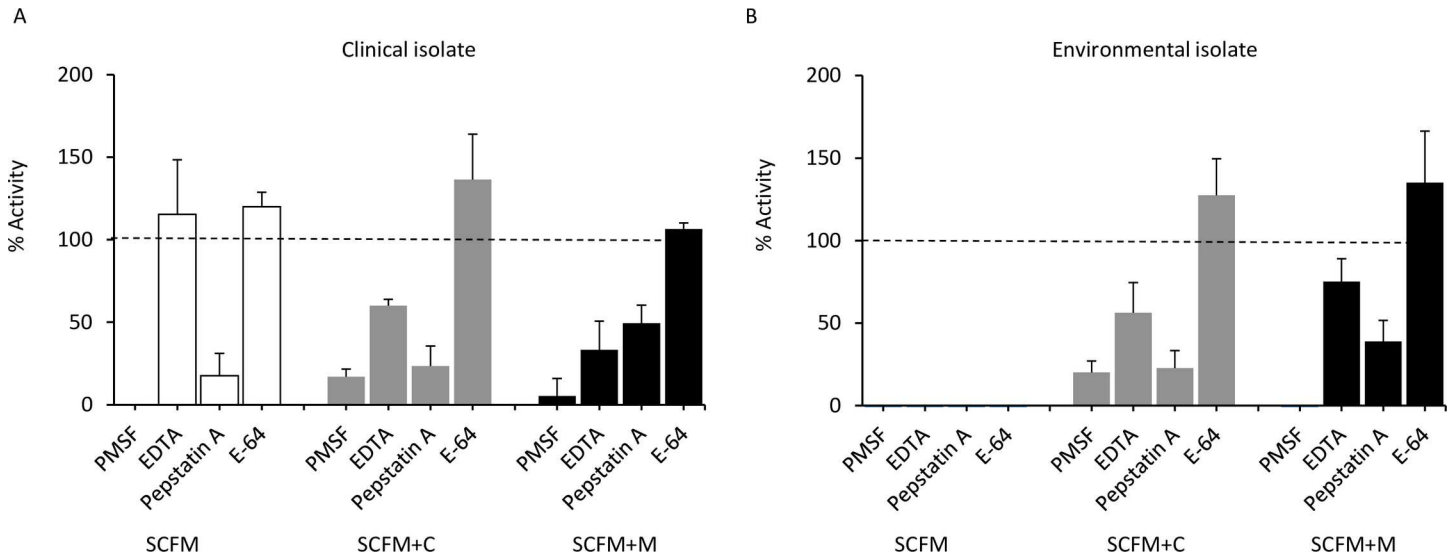 A
Clinical isolate
% Activity
200
150
100
50
0
PMSF
EDTA
Pepstatin A
E-64
PMSF
EDTA
Pepstatin A
E-64
PMSF
EDTA
Pepstatin A
E-64
SCFM
SCFM+C
SCFM+M
B
Environmental isolate
% Activity
200
150
100
50
0
PMSF
EDTA
Pepstatin A
E-64
PMSF
EDTA
Pepstatin A
E-64
PMSF
EDTA
Pepstatin A
E-64
SCFM
SCFM+C
SCFM+M